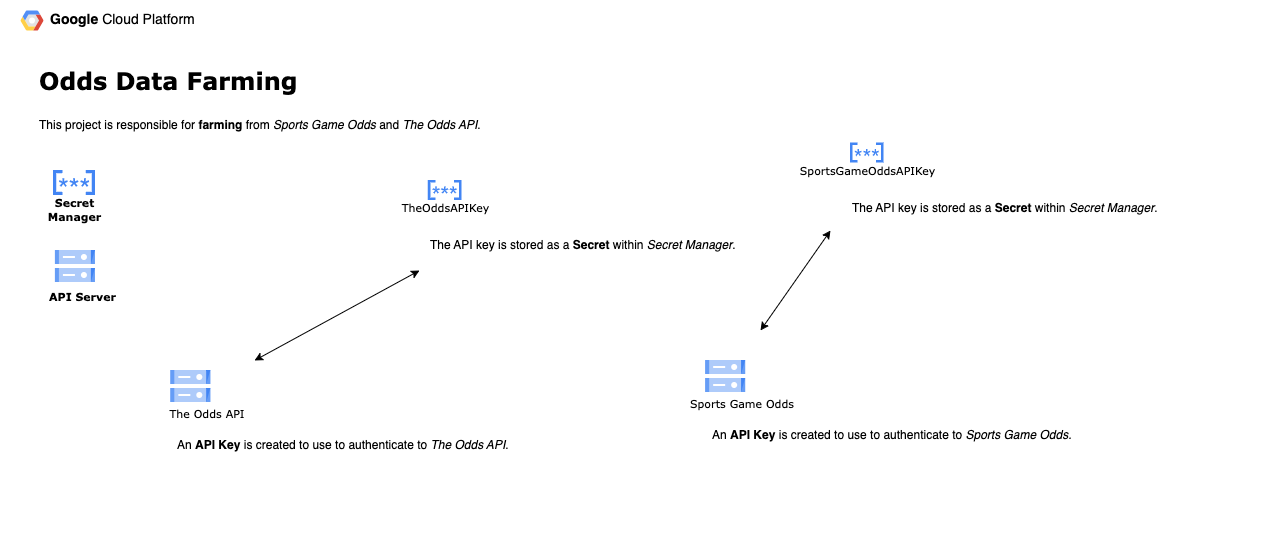 Google Cloud Platform
Odds Data Farming
This project is responsible for farming from Sports Game Odds and The Odds API.
[***]
SportsGameOddsAPIKey
[***]
Secret
Manager
[***]
TheOddsAPIKey
The API key is stored as a Secret within Secret Manager.
The API key is stored as a Secret within Secret Manager.
API Server
The Odds API
Sports Game Odds
An API Key is created to use to authenticate to The Odds API.
An API Key is created to use to authenticate to Sports Game Odds.